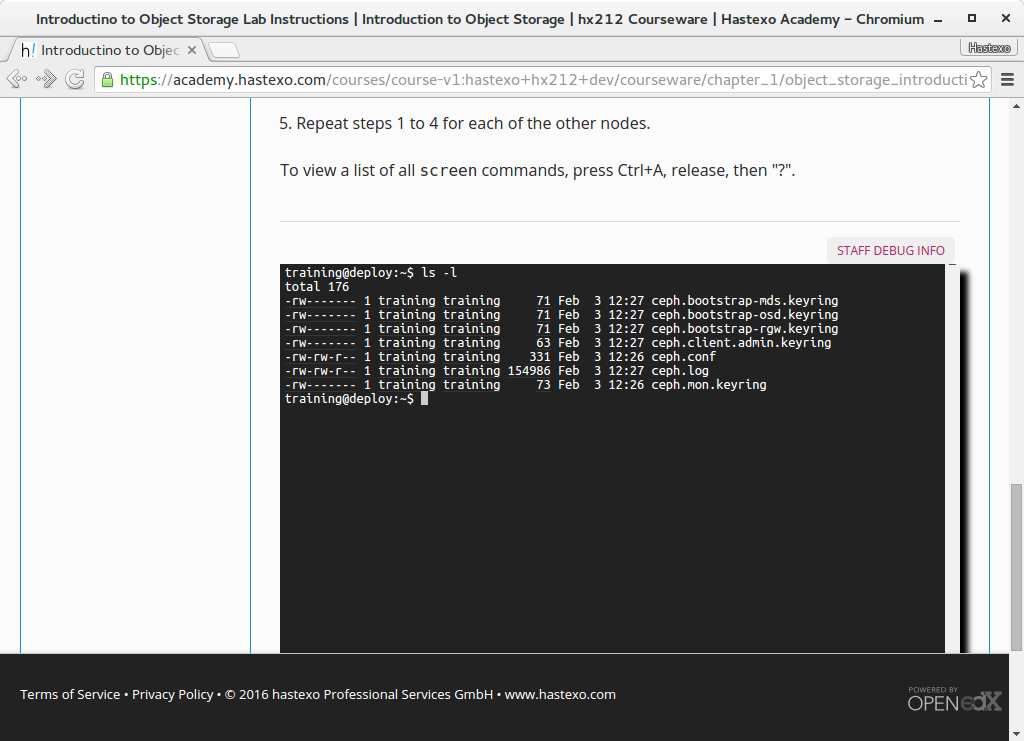 Introductino to Object Storage Lab Instructions | Introduction to Object Storage | hx212 Courseware | Hastexo Academy – Chromium
h! Introductino to Objec
Hastexo
https://academy.hastexo.com/courses/course-v1:hastexo+hx212+dev/courseware/chapter_1/object_storage_introducti
5. Repeat steps 1 to 4 for each of the other nodes.
To view a list of all screen commands, press Ctrl+A, release, then "?".
STAFF DEBUG INFO
training@deploy:~$ ls -l
total 176
-rw------- 1 training training     71 Feb  3 12:27 ceph.bootstrap-mds.keyring
-rw------- 1 training training     71 Feb  3 12:27 ceph.bootstrap-osd.keyring
-rw------- 1 training training     71 Feb  3 12:27 ceph.bootstrap-rgw.keyring
-rw------- 1 training training     63 Feb  3 12:27 ceph.client.admin.keyring
-rw-rw-r-- 1 training training    331 Feb  3 12:26 ceph.conf
-rw-rw-r-- 1 training training 154986 Feb  3 12:27 ceph.log
-rw------- 1 training training     73 Feb  3 12:26 ceph.mon.keyring
training@deploy:~$
Terms of Service • Privacy Policy • © 2016 hastexo Professional Services GmbH • www.hastexo.com
POWERED BY
OPEN edX